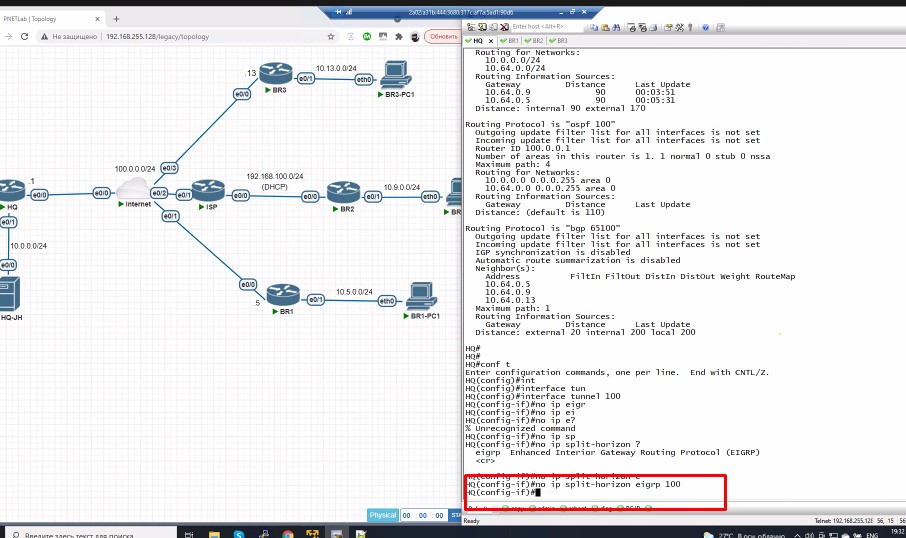 PNETLab | Topology
2a02:a31b:444:3680:317c:af7a:5ad1:90d6
Не защищено
192.168.255.128/legacy/topology
Обновить
Enter host <Alt+R>
HQ
BR1
BR2
BR3
.13
10.13.0.0/24
e0/1
eth0
BR3
e0/0
BR3-PC1
100.0.0.0/24
e0/3
192.168.100.0/24
(DHCP)
10.9.0.0/24
.1
e0/0
e0/0
e0/2
e0/1
e0/0
e0/0
e0/1
eth0
HQ
Internet
ISP
BR2
e0/1
e0/1
10.0.0.0/24
e0/0
e0/0
10.5.0.0/24
e0/1
eth0
.5
BR1
BR1-PC1
HQ-JH
Routing for Networks:
10.0.0.0/24
10.64.0.0/24
Routing Information Sources:
Gateway Distance Last Update
10.64.0.9 90 00:03:51
10.64.0.5 90 00:05:31
Distance: internal 90 external 170
Routing Protocol is "ospf 100"
Outgoing update filter list for all interfaces is not set
Incoming update filter list for all interfaces is not set
Router ID 100.0.0.1
Number of areas in this router is 1. 1 normal 0 stub 0 nssa
Maximum path: 4
Routing for Networks:
10.0.0.0 0.0.0.255 area 0
10.64.0.0 0.0.0.255 area 0
Routing Information Sources:
Gateway Distance Last Update
Distance: (default is 110)
Routing Protocol is "bgp 65100"
Outgoing update filter list for all interfaces is not set
Incoming update filter list for all interfaces is not set
IGP synchronization is disabled
Automatic route summarization is disabled
Neighbor(s):
Address FiltIn FiltOut DistIn DistOut Weight RouteMap
10.64.0.5
10.64.0.9
10.64.0.13
Maximum path: 1
Routing Information Sources:
Gateway Distance Last Update
Distance: external 20 internal 200 local 200
HQ#
HQ#
HQ#conf t
Enter configuration commands, one per line. End with CNTL/Z.
HQ(config)#int
HQ(config)#interface tun
HQ(config)#interface tunnel 100
HQ(config-if)#no ip eigr
HQ(config-if)#no ip ei
HQ(config-if)#no ip e?
% Unrecognized command
HQ(config-if)#no ip sp
HQ(config-if)#no ip split-horizon ?
eigrp Enhanced Interior Gateway Routing Protocol (EIGRP)
<cr>
HQ(config-if)#no ip split-horizon e
HQ(config-if)#no ip split-horizon eigrp 100
HQ(config-if)#
Physical
00 : 00 : 00
Ready
Введите здесь текст для поиска
27°C
ENG
19:32